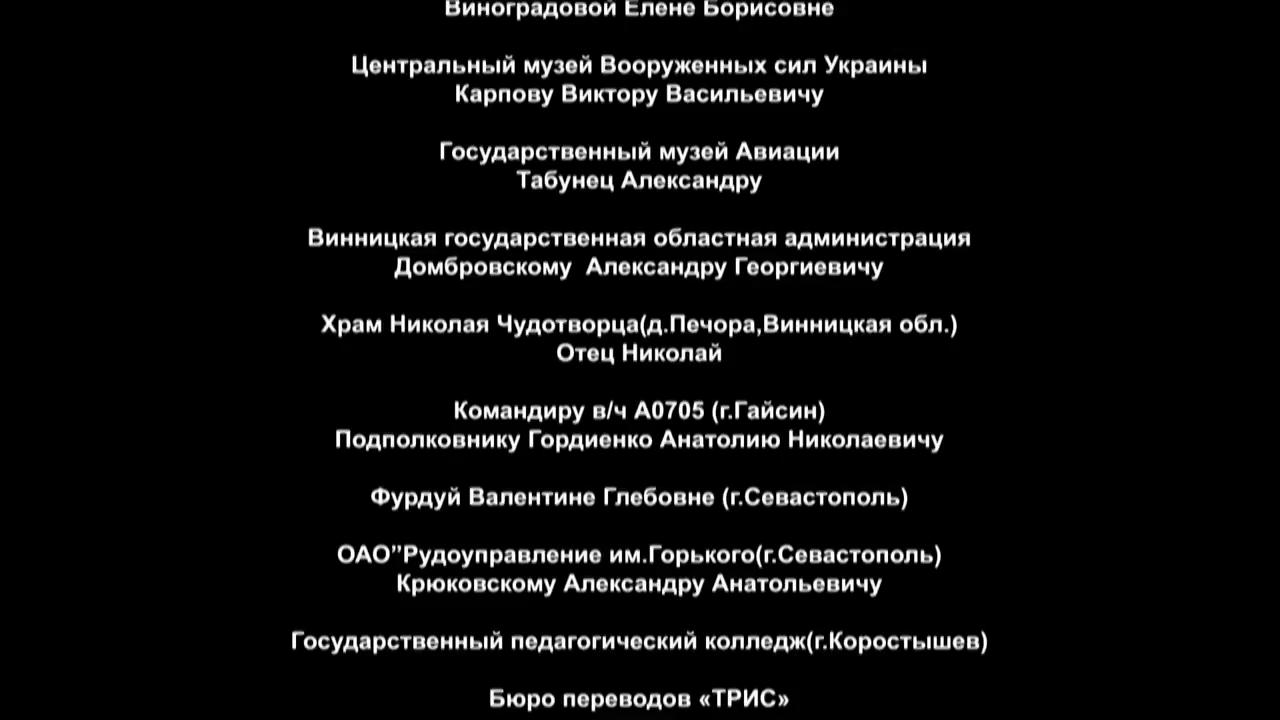 Виноградовой Елене Борисовне
Центральный музей Вооруженных сил Украины
Карпову Виктору Васильевичу
Государственный музей Авиации
Табунец Александру
Винницкая государственная областная администрация
Домбровскому Александру Георгиевичу
Храм Николая Чудотворца(д.Печора,Винницкая обл.)
Отец Николай
Командиру в/ч А0705 (г.Гайсин)
Подполковнику Гордиенко Анатолию Николаевичу
Фурдуй Валентине Глебовне (г.Севастополь)
ОАО”Рудоуправление им.Горького(г.Севастополь)
Крюковскому Александру Анатольевичу
Государственный педагогический колледж(г.Коростышев)
Бюро переводов «ТРИС»